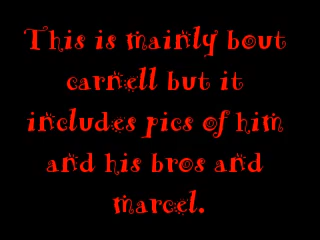 This is mainly bout
carnell but it
includes pics of him
and his bros and
marcel.